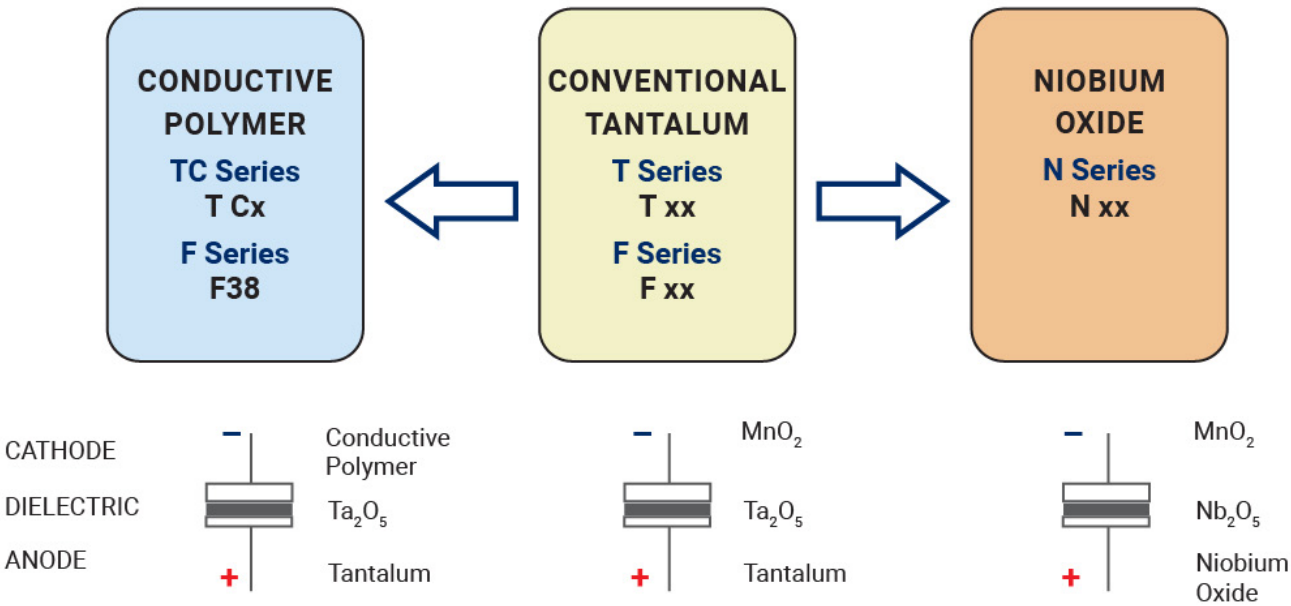 CONDUCTIVE
POLYMER
TC Series
T Cx
F Series
F38
CONVENTIONAL
TANTALUM
T Series
T xx
F Series
F xx
NIOBIUM
OXIDE
N Series
N xx
CATHODE
DIELECTRIC
ANODE
−
Conductive
Polymer
Ta₂O₅
+
Tantalum
−
MnO₂
Ta₂O₅
+
Tantalum
−
MnO₂
Nb₂O₅
+
Niobium
Oxide